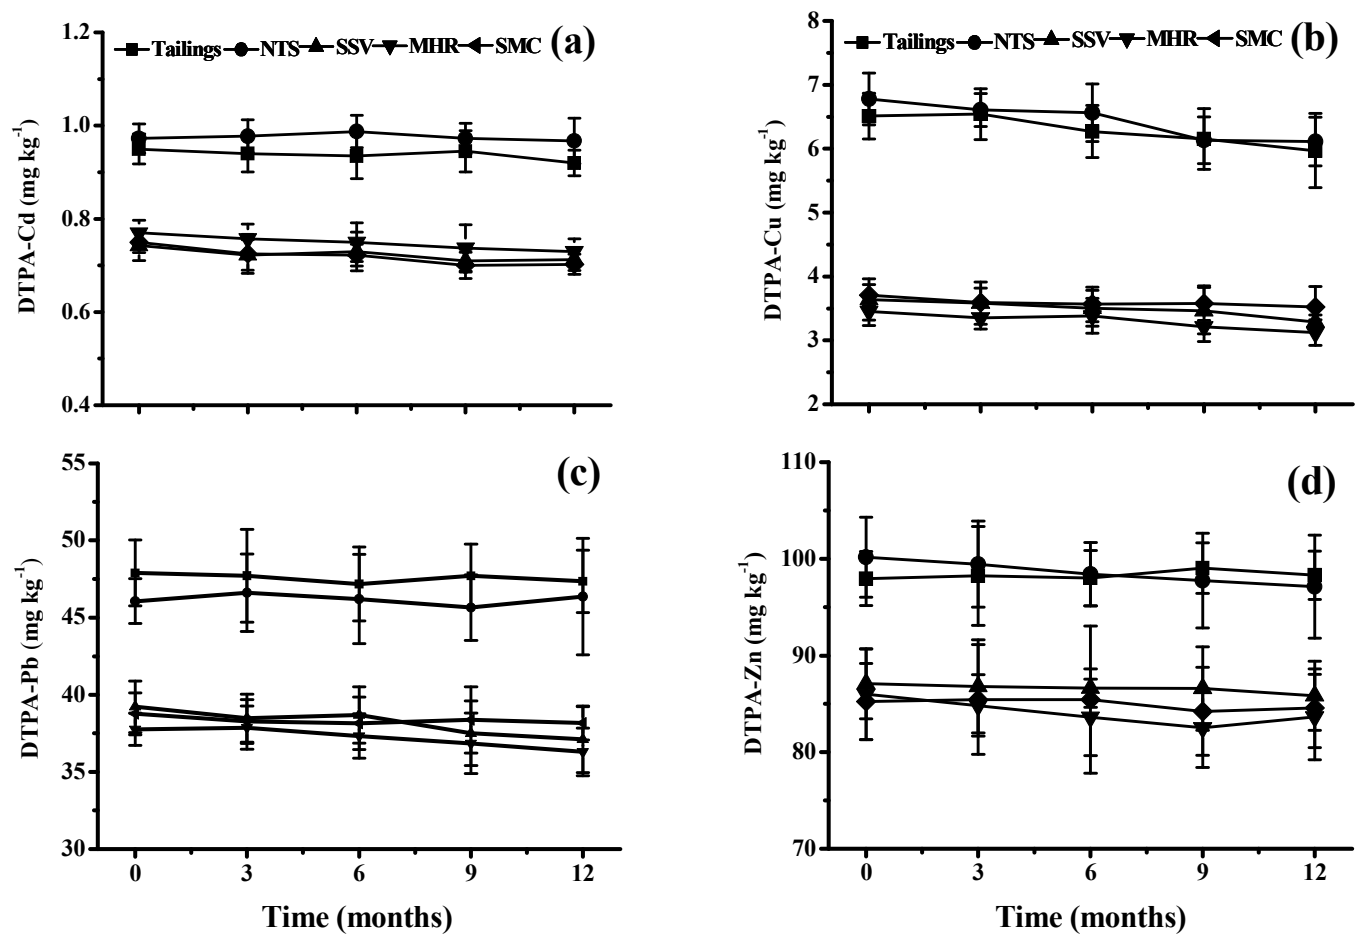 Tailings NTS SSV MHR SMC (a)
1.2
1.0
0.8
0.6
0.4
DTPA-Cd (mg kg⁻¹)
Tailings NTS SSV MHR SMC (b)
8
7
6
5
4
3
2
DTPA-Cu (mg kg⁻¹)
(c)
55
50
45
40
35
30
DTPA-Pb (mg kg⁻¹)
0 3 6 9 12
Time (months)
(d)
110
100
90
80
70
DTPA-Zn (mg kg⁻¹)
0 3 6 9 12
Time (months)